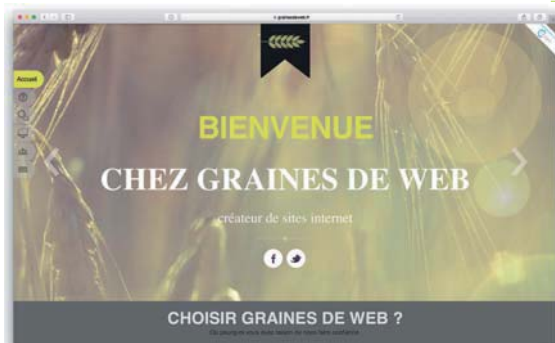 Accueil
BIENVENUE
CHEZ GRAINES DE WEB
créateur de sites internet
CHOISIR GRAINES DE WEB ?